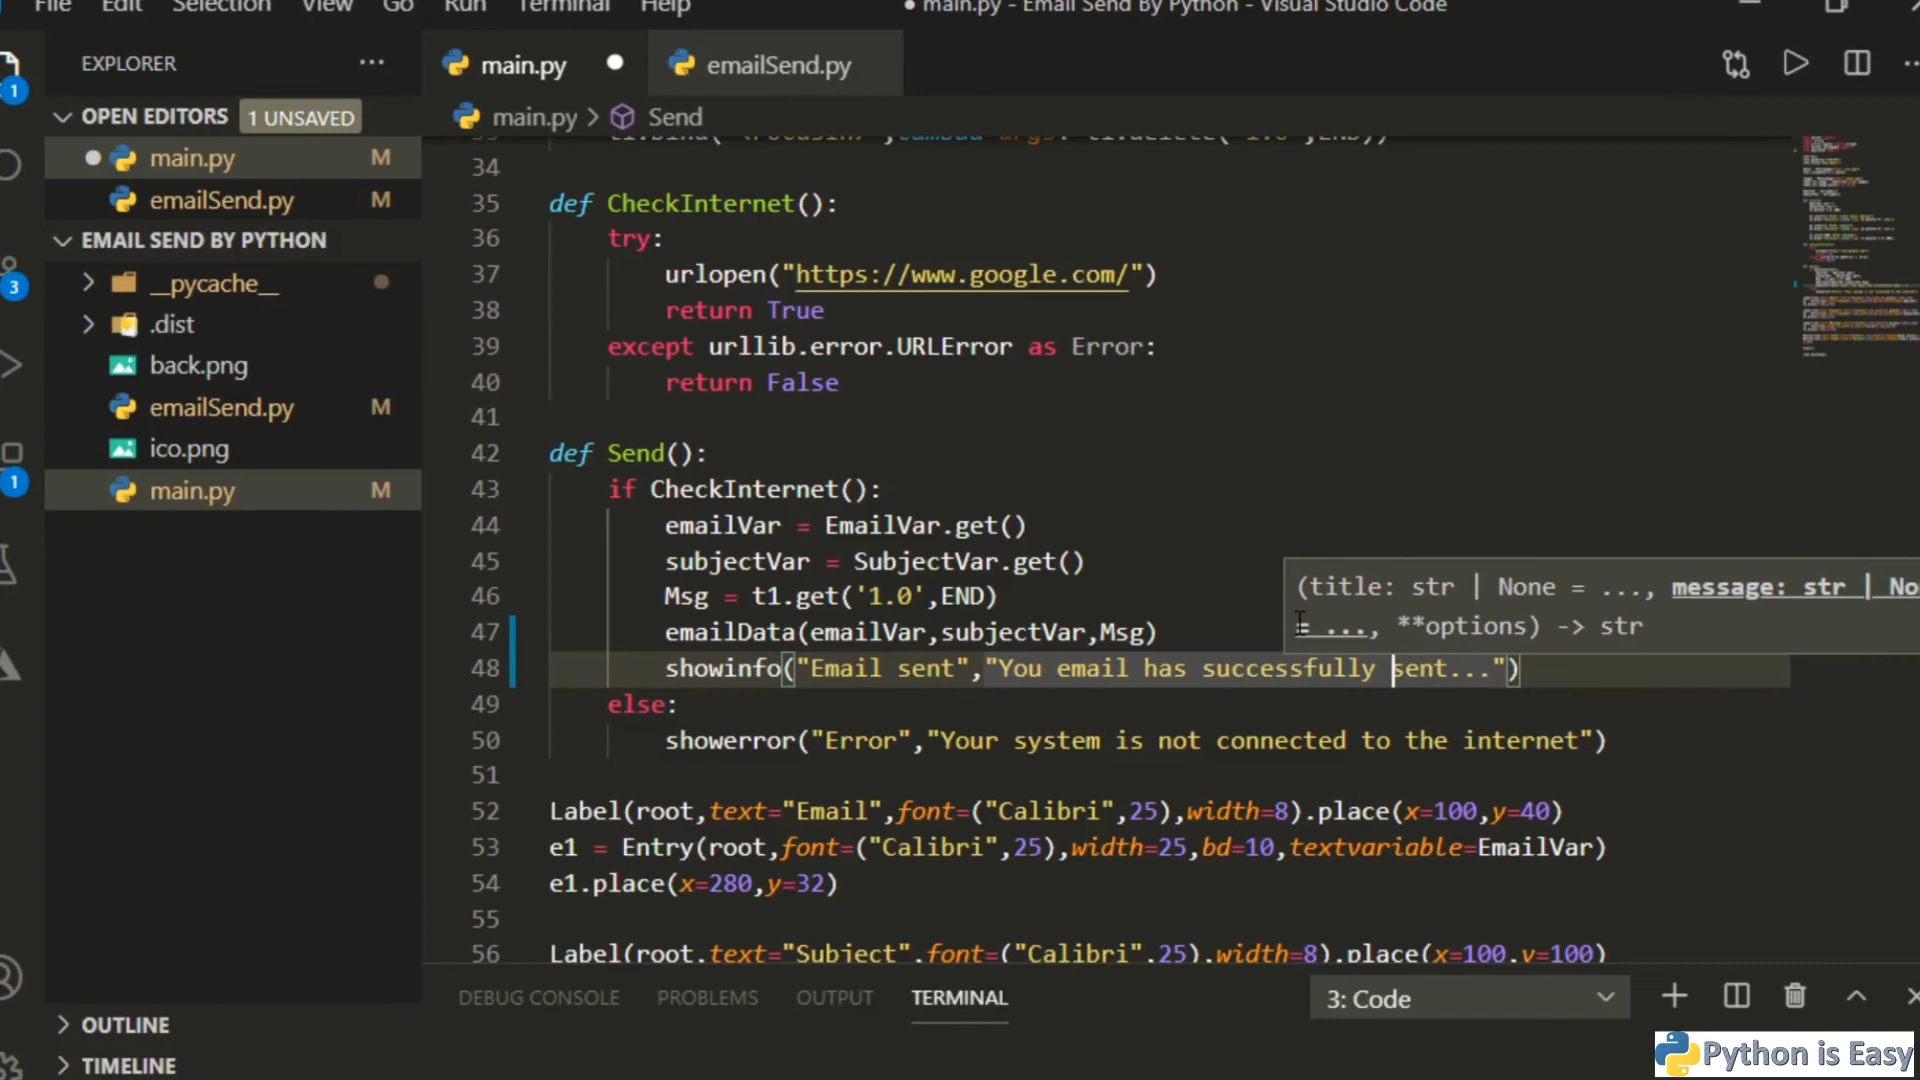 File Edit Selection View Go Run Terminal Help
● main.py - Email Send By Python - Visual Studio Code
EXPLORER ...
main.py
emailSend.py
OPEN EDITORS 1 UNSAVED
main.py > Send
main.py M
emailSend.py M
EMAIL SEND BY PYTHON
__pycache__
.dist
back.png
emailSend.py M
ico.png
main.py M
1
3
1
34
35 def CheckInternet():
36 try:
37 urlopen("https://www.google.com/")
38 return True
39 except urllib.error.URLError as Error:
40 return False
41
42 def Send():
43 if CheckInternet():
44 emailVar = EmailVar.get()
45 subjectVar = SubjectVar.get()
46 Msg = t1.get('1.0',END)
47 emailData(emailVar,subjectVar,Msg)
48 showinfo("Email sent","You email has successfully sent...")
49 else:
50 showerror("Error","Your system is not connected to the internet")
51
52 Label(root,text="Email",font=("Calibri",25),width=8).place(x=100,y=40)
53 e1 = Entry(root,font=("Calibri",25),width=25,bd=10,textvariable=EmailVar)
54 e1.place(x=280,y=32)
55
56 Label(root,text="Subject",font=("Calibri",25),width=8).place(x=100,y=100)
(title: str | None = ..., message: str | No
= ..., **options) -> str
DEBUG CONSOLE PROBLEMS OUTPUT TERMINAL
3: Code
OUTLINE
TIMELINE
Python is Easy